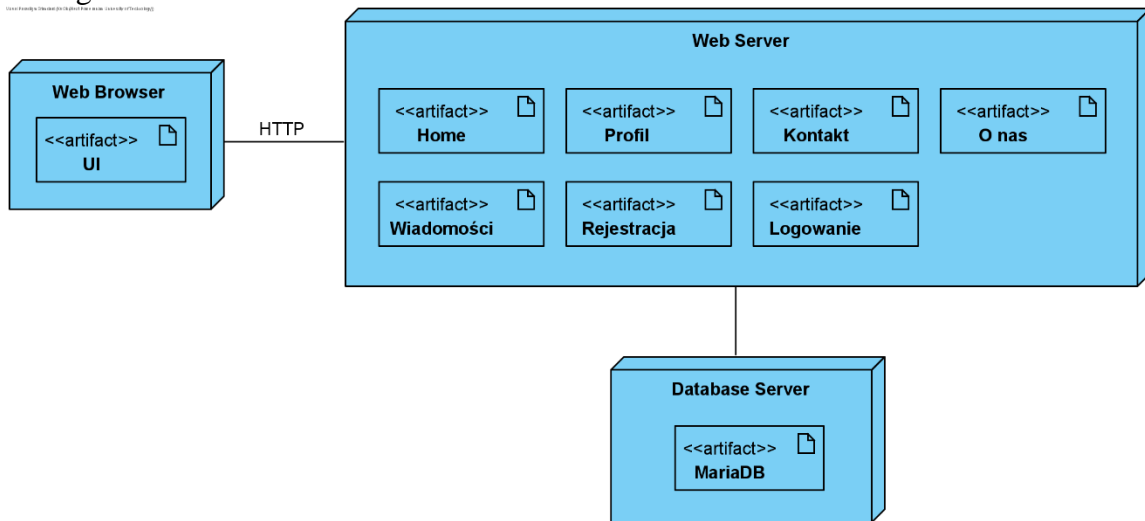 Web Server
Web Browser
<<artifact>>
UI
HTTP
<<artifact>>
Home
<<artifact>>
Profil
<<artifact>>
Kontakt
<<artifact>>
O nas
<<artifact>>
Wiadomości
<<artifact>>
Rejestracja
<<artifact>>
Logowanie
Database Server
<<artifact>>
MariaDB